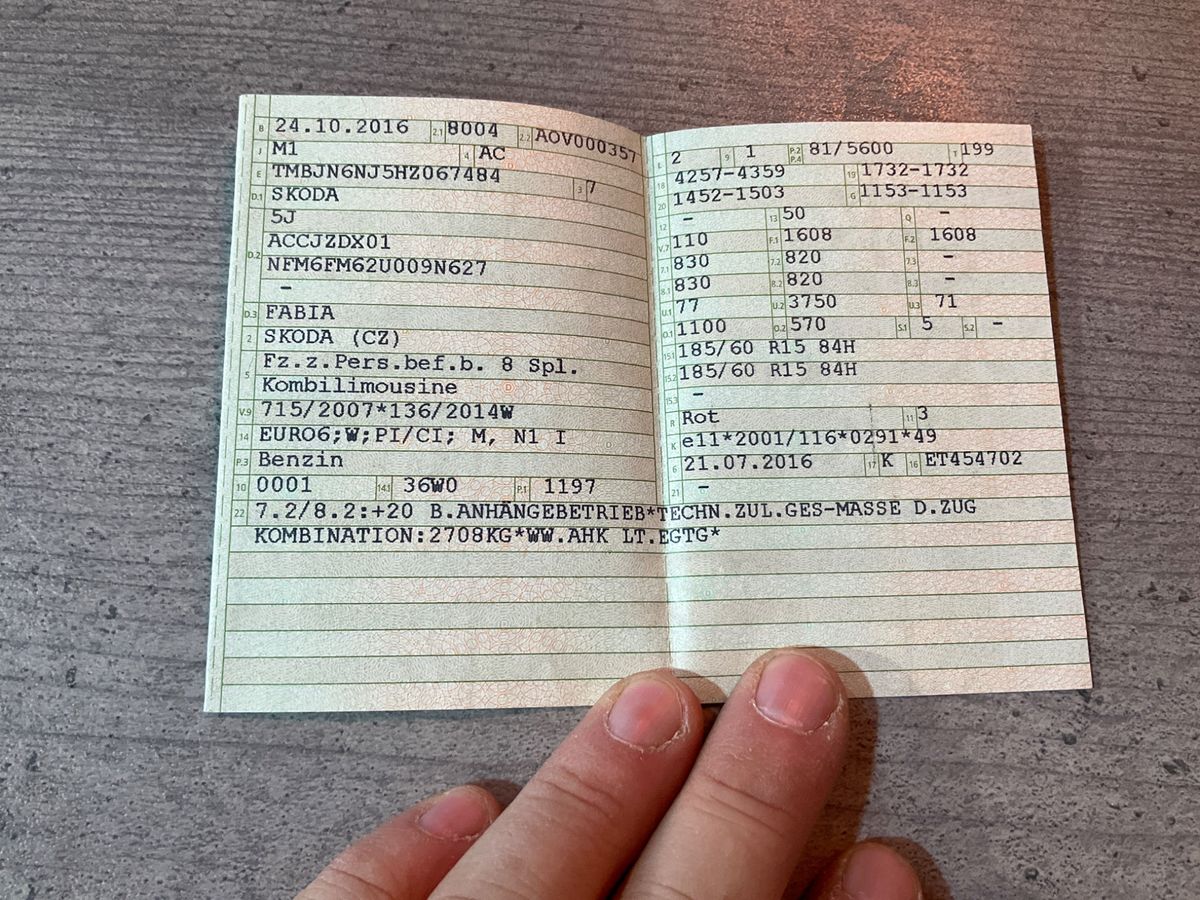 B 24.10.2016 2.1 8004 2.2 AOV000357
J M1 4 AC
E TMBJN6NJ5HZ067484 3 7
D.1 SKODA
5J
D.2 ACCJZDX01
NFM6FM62U009N627
-
D.3 FABIA
2 SKODA (CZ)
5 Fz.z.Pers.bef.b. 8 Spl.
Kombilimousine
V.9 715/2007*136/2014W
14 EURO6;W;PI/CI; M, N1 I
P.3 Benzin
10 0001 14.1 36W0 P.1 1197
L 2 9 1 P.2 P.4 81/5600 T 199
18 4257-4359 19 1732-1732
20 1452-1503 G 1153-1153
12 - 13 50 Q -
V.7 110 F.1 1608 F.2 1608
7.1 830 7.2 820 7.3 -
8.1 830 8.2 820 8.3 -
U.1 77 U.2 3750 U.3 71
O.1 1100 O.2 570 S.1 5 S.2 -
15.1 185/60 R15 84H
15.2 185/60 R15 84H
15.3 -
R Rot 11 3
K e11*2001/116*0291*49
6 21.07.2016 17 K 16 ET454702
21 -
22 7.2/8.2:+20 B.ANHÄNGEBETRIEB*TECHN.ZUL.GES-MASSE D.ZUG
KOMBINATION:2708KG*WW.AHK LT.EGTG*